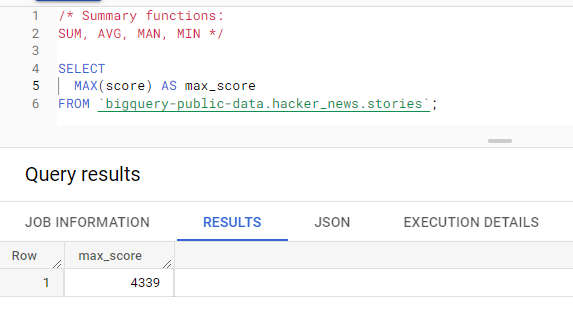 1 /* Summary functions:
2 SUM, AVG, MAN, MIN */
3
4 SELECT
5 MAX(score) AS max_score
6 FROM `bigquery-public-data.hacker_news.stories`;
Query results
JOB INFORMATION RESULTS JSON EXECUTION DETAILS
Row max_score
1 4339